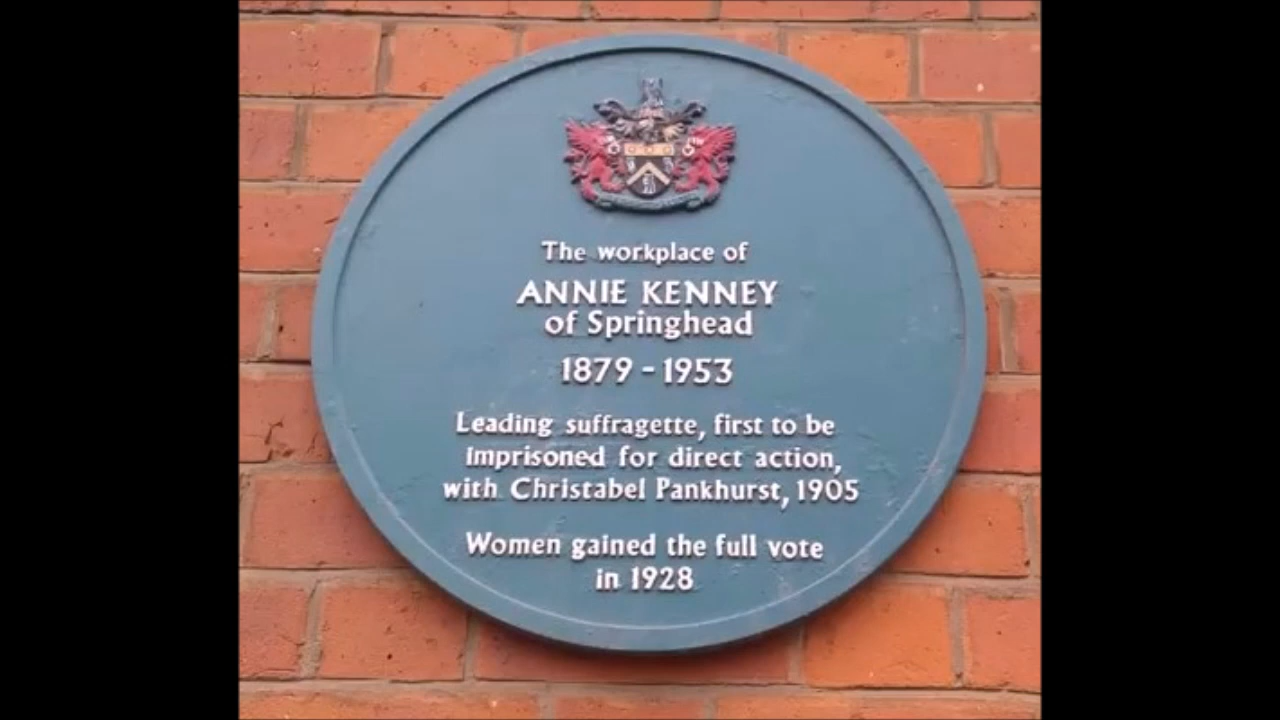 The workplace of
ANNIE KENNEY
of Springhead
1879 - 1953
Leading suffragette, first to be
imprisoned for direct action,
with Christabel Pankhurst, 1905
Women gained the full vote
in 1928